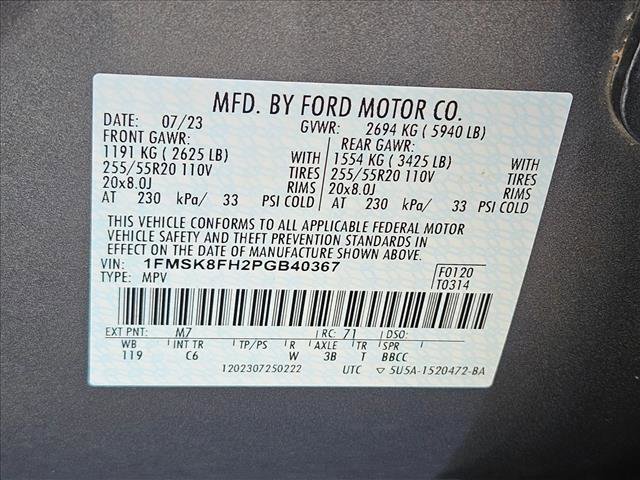 MFD. BY FORD MOTOR CO.
DATE: 07/23 GVWR: 2694 KG ( 5940 LB)
FRONT GAWR: REAR GAWR:
1191 KG ( 2625 LB) WITH 1554 KG ( 3425 LB) WITH
255/55R20 110V TIRES 255/55R20 110V TIRES
20x8.0J RIMS 20x8.0J RIMS
AT 230 kPa/ 33 PSI COLD AT 230 kPa/ 33 PSI COLD
THIS VEHICLE CONFORMS TO ALL APPLICABLE FEDERAL MOTOR
VEHICLE SAFETY AND THEFT PREVENTION STANDARDS IN
EFFECT ON THE DATE OF MANUFACTURE SHOWN ABOVE.
VIN: 1FMSK8FH2PGB40367 F0120
TYPE: MPV T0314
EXT PNT: M7 RC: 71 DSO:
WB INT TR TP/PS R AXLE TR SPR
119 C6 W 3B T BBCC
1202307250222 UTC ▽ 5U5A-1520472-BA